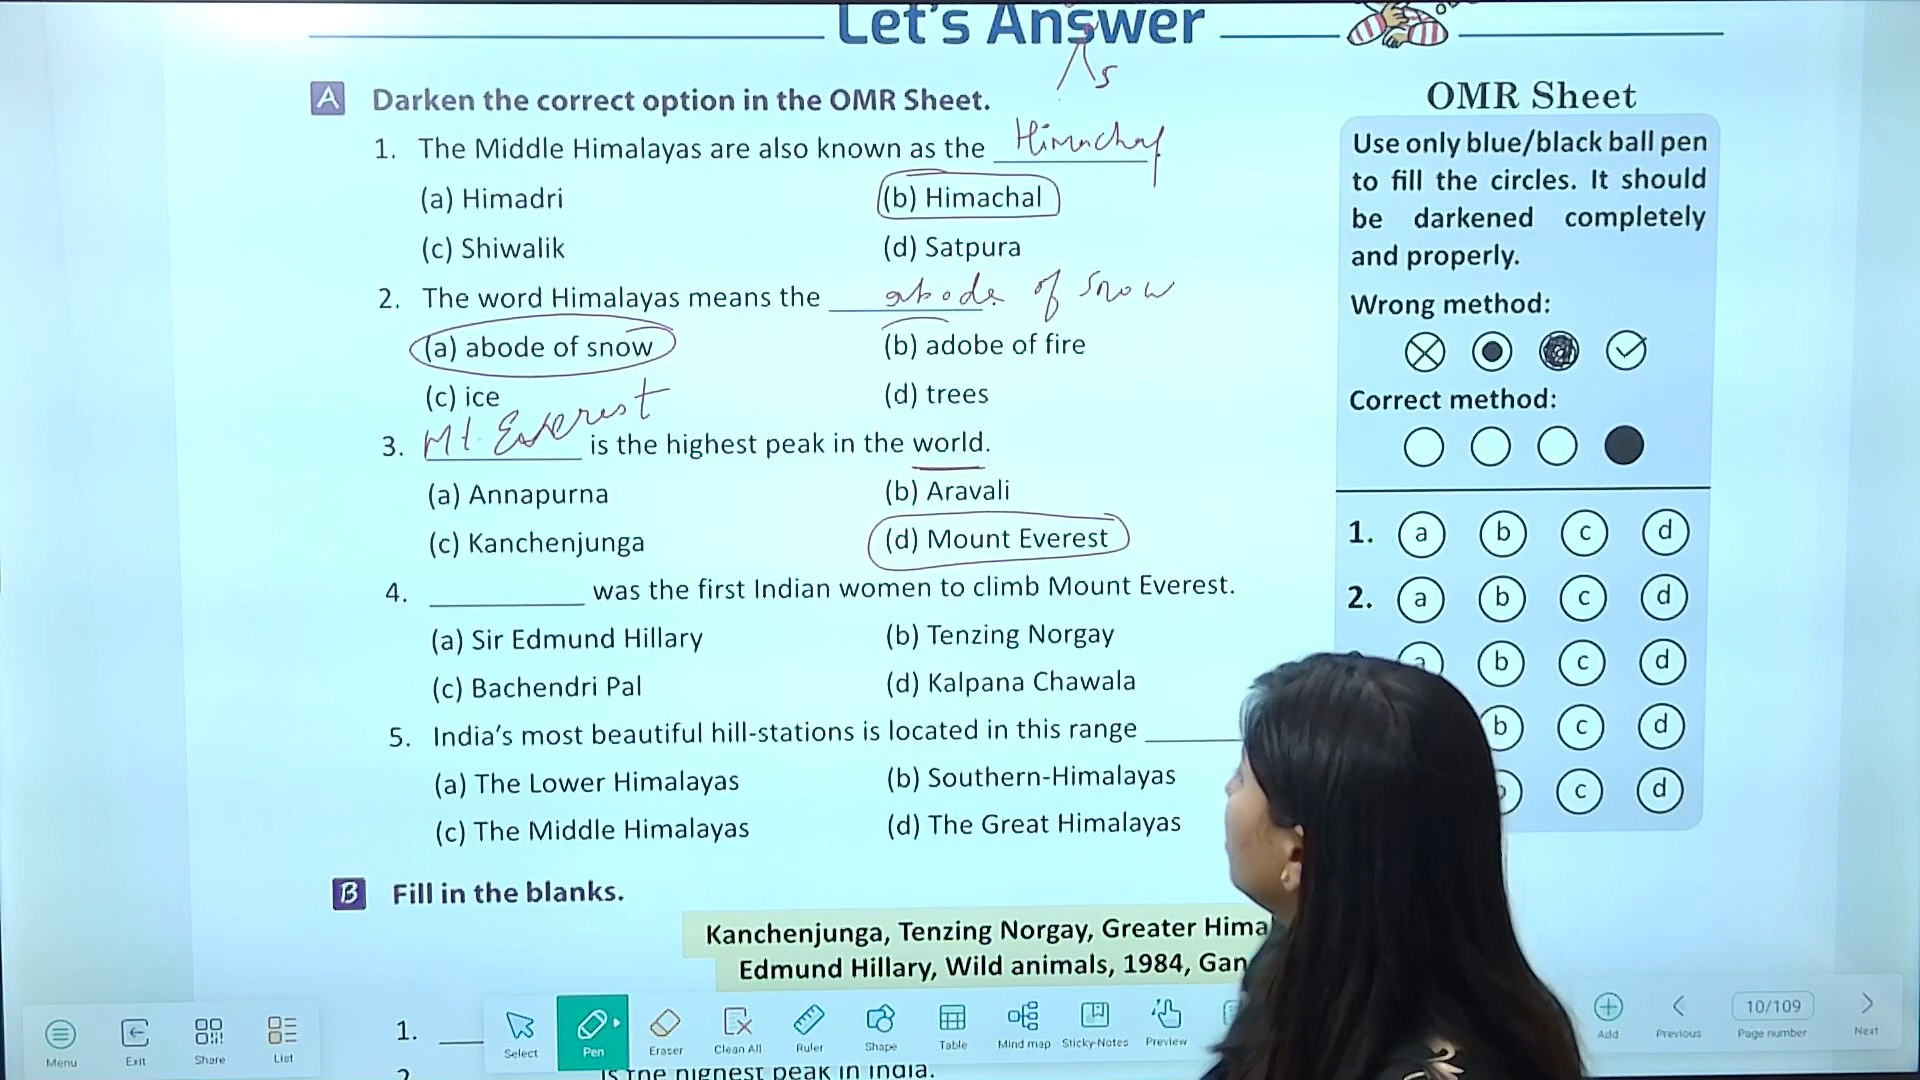 Let's Answer
s
A Darken the correct option in the OMR Sheet.
1. The Middle Himalayas are also known as the Himachal
(a) Himadri (b) Himachal
(c) Shiwalik (d) Satpura
2. The word Himalayas means the abode of snow
(a) abode of snow (b) adobe of fire
(c) ice (d) trees
3. Mt. Everest is the highest peak in the world.
(a) Annapurna (b) Aravali
(c) Kanchenjunga (d) Mount Everest
4. __________ was the first Indian women to climb Mount Everest.
(a) Sir Edmund Hillary (b) Tenzing Norgay
(c) Bachendri Pal (d) Kalpana Chawala
5. India's most beautiful hill-stations is located in this range ______
(a) The Lower Himalayas (b) Southern-Himalayas
(c) The Middle Himalayas (d) The Great Himalayas
B Fill in the blanks.
Kanchenjunga, Tenzing Norgay, Greater Hima
Edmund Hillary, Wild animals, 1984, Gan
1. ___
is the highest peak in India.
OMR Sheet
Use only blue/black ball pen
to fill the circles. It should
be darkened completely
and properly.
Wrong method:
Correct method:
1. a b c d
2. a b c d
b c d
b c d
c d
Menu Exit Share List Select Pen Eraser Clean All Ruler Shape Table Mind map Sticky-Notes Preview Add Previous 10/109 Page number Next